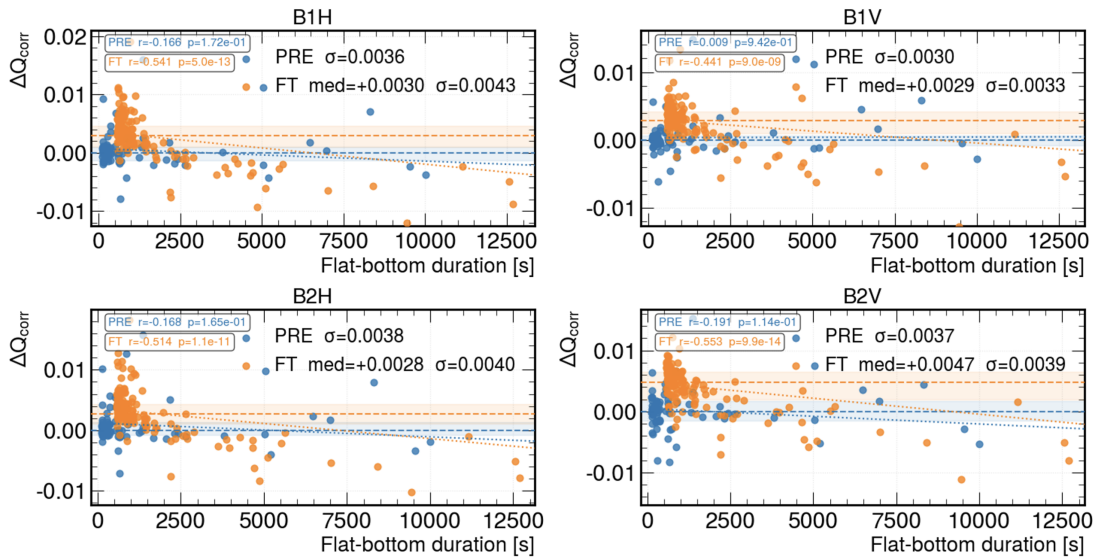 B1H
ΔQcorr
0.02
0.01
0.00
-0.01
PRE r=-0.166 p=1.72e-01
FT r=-0.541 p=5.0e-13
PRE σ=0.0036
FT med=+0.0030 σ=0.0043
0 2500 5000 7500 10000 12500
Flat-bottom duration [s]
B1V
ΔQcorr
0.01
0.00
-0.01
PRE r=0.009 p=9.42e-01
FT r=-0.441 p=9.0e-09
PRE σ=0.0030
FT med=+0.0029 σ=0.0033
0 2500 5000 7500 10000 12500
Flat-bottom duration [s]
B2H
ΔQcorr
0.01
0.00
-0.01
PRE r=-0.168 p=1.65e-01
FT r=-0.514 p=1.1e-11
PRE σ=0.0038
FT med=+0.0028 σ=0.0040
0 2500 5000 7500 10000 12500
Flat-bottom duration [s]
B2V
ΔQcorr
0.01
0.00
-0.01
PRE r=-0.191 p=1.14e-01
FT r=-0.553 p=9.9e-14
PRE σ=0.0037
FT med=+0.0047 σ=0.0039
0 2500 5000 7500 10000 12500
Flat-bottom duration [s]